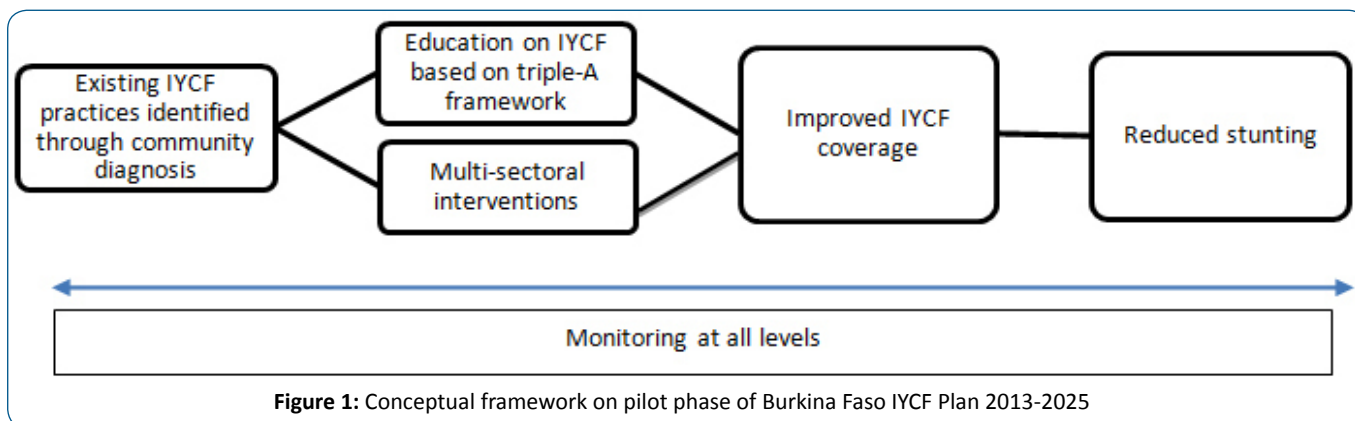 Existing IYCF
practices identified
through community
diagnosis
Education on IYCF
based on triple-A
framework
Multi-sectoral
interventions
Improved IYCF
coverage
Reduced stunting
Monitoring at all levels
Figure 1: Conceptual framework on pilot phase of Burkina Faso IYCF Plan 2013-2025